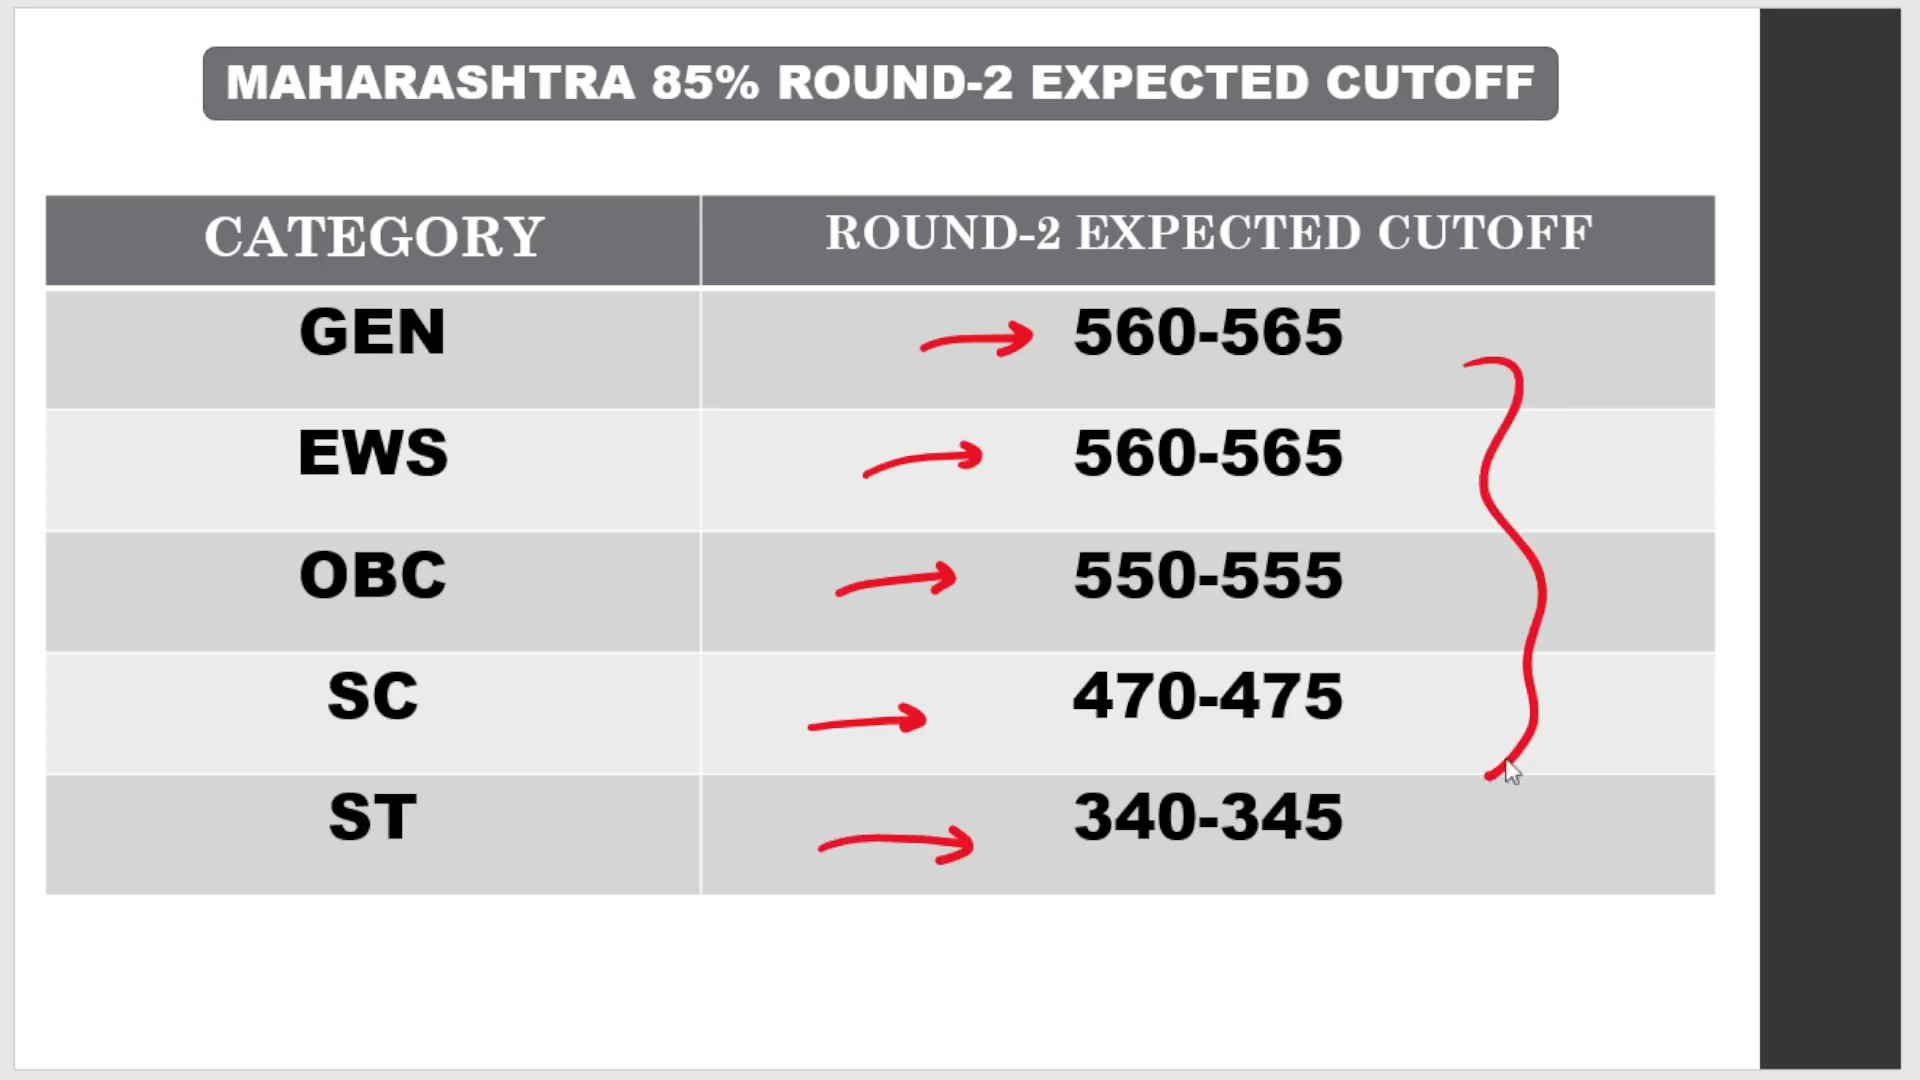 MAHARASHTRA 85% ROUND-2 EXPECTED CUTOFF
CATEGORY ROUND-2 EXPECTED CUTOFF
GEN 560-565
EWS 560-565
OBC 550-555
SC 470-475
ST 340-345